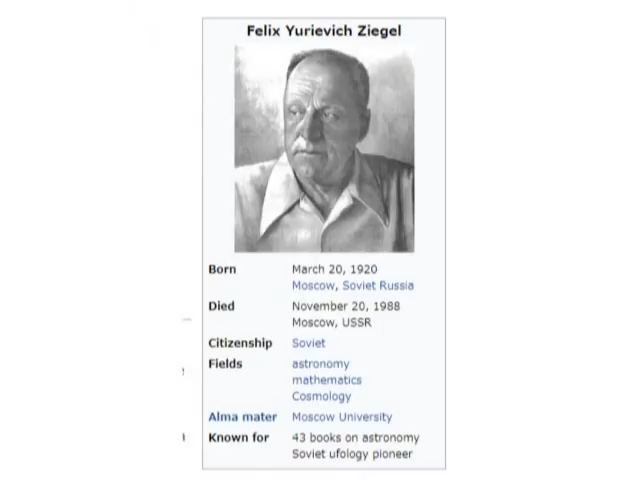 Felix Yurievich Ziegel
Born March 20, 1920
Moscow, Soviet Russia
Died November 20, 1988
Moscow, USSR
Citizenship Soviet
Fields astronomy
mathematics
Cosmology
Alma mater Moscow University
Known for 43 books on astronomy
Soviet ufology pioneer